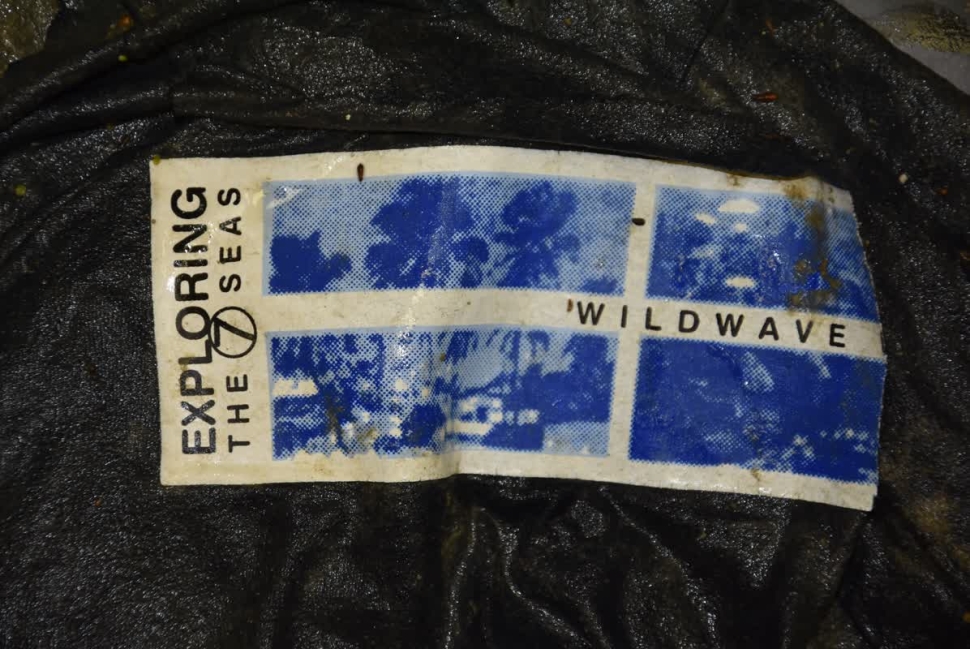 EXPLORING
THE 7 SEAS
WILDWAVE